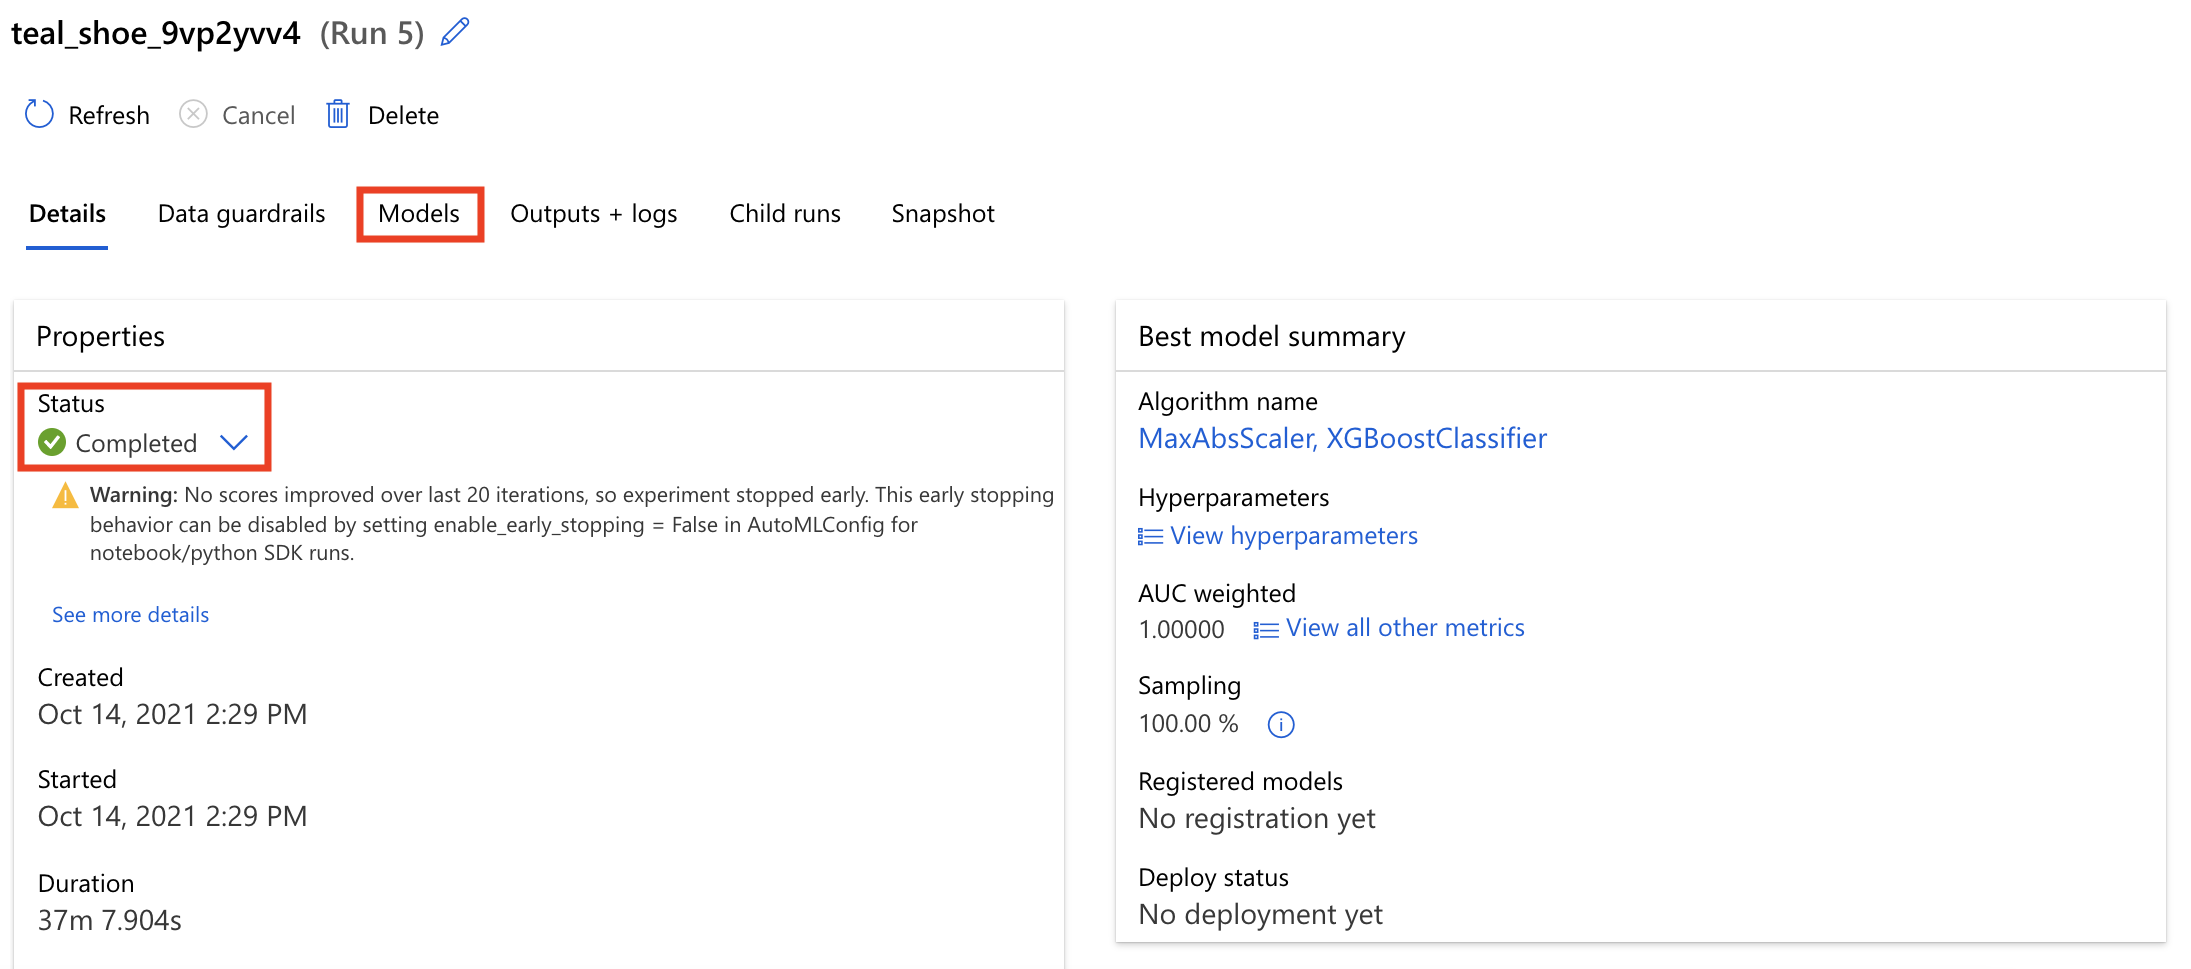 teal_shoe_9vp2yvv4 (Run 5)
Refresh Cancel Delete
Details Data guardrails Models Outputs + logs Child runs Snapshot
Properties
Status
Completed
Warning: No scores improved over last 20 iterations, so experiment stopped early. This early stopping
behavior can be disabled by setting enable_early_stopping = False in AutoMLConfig for
notebook/python SDK runs.
See more details
Created
Oct 14, 2021 2:29 PM
Started
Oct 14, 2021 2:29 PM
Duration
37m 7.904s
Best model summary
Algorithm name
MaxAbsScaler, XGBoostClassifier
Hyperparameters
View hyperparameters
AUC weighted
1.00000 View all other metrics
Sampling
100.00 %
Registered models
No registration yet
Deploy status
No deployment yet